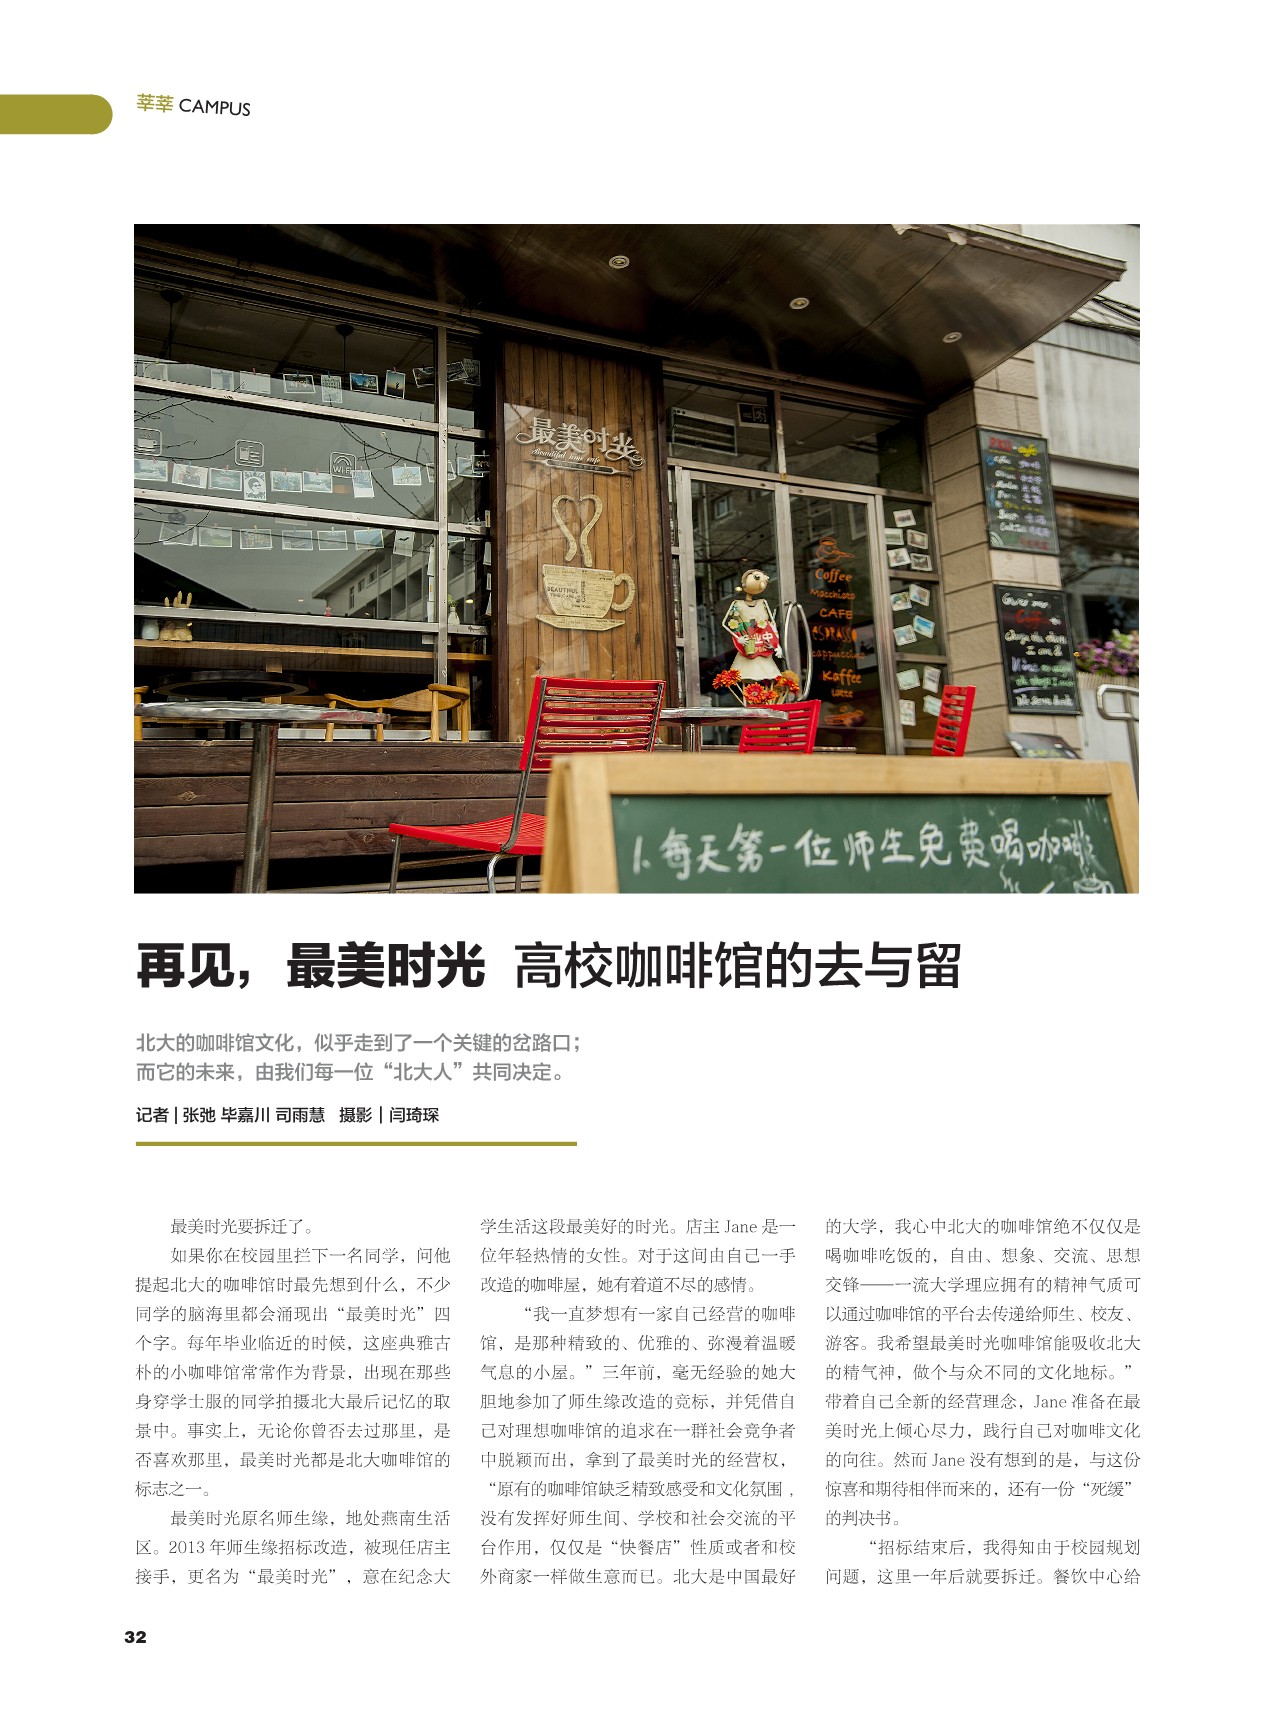 莘莘 CAMPUS
最美时光
Beautiful time cafe
WiFi
BEAUTIFUL
Coffee
Macchiato
CAFE
ESPRESSO
cappuccino
Kaffee
Latte
1.每天第一位师生免费喝咖啡
再见，最美时光 高校咖啡馆的去与留
北大的咖啡馆文化，似乎走到了一个关键的岔路口；
而它的未来，由我们每一位“北大人”共同决定。
记者 | 张弛 毕嘉川 司雨慧 摄影 | 闫琦琛
最美时光要拆迁了。
如果你在校园里拦下一名同学，问他
提起北大的咖啡馆时最先想到什么，不少
同学的脑海里都会涌现出“最美时光”四
个字。每年毕业临近的时候，这座典雅古
朴的小咖啡馆常常作为背景，出现在那些
身穿学士服的同学拍摄北大最后记忆的取
景中。事实上，无论你曾否去过那里，是
否喜欢那里，最美时光都是北大咖啡馆的
标志之一。
最美时光原名师生缘，地处燕南生活
区。2013 年师生缘招标改造，被现任店主
接手，更名为“最美时光”，意在纪念大
学生活这段最美好的时光。店主 Jane 是一
位年轻热情的女性。对于这间由自己一手
改造的咖啡屋，她有着道不尽的感情。
“我一直梦想有一家自己经营的咖啡
馆，是那种精致的、优雅的、弥漫着温暖
气息的小屋。”三年前，毫无经验的她大
胆地参加了师生缘改造的竞标，并凭借自
己对理想咖啡馆的追求在一群社会竞争者
中脱颖而出，拿到了最美时光的经营权，
“原有的咖啡馆缺乏精致感受和文化氛围，
没有发挥好师生间、学校和社会交流的平
台作用，仅仅是“快餐店”性质或者和校
外商家一样做生意而已。北大是中国最好
的大学，我心中北大的咖啡馆绝不仅仅是
喝咖啡吃饭的，自由、想象、交流、思想
交锋——一流大学理应拥有的精神气质可
以通过咖啡馆的平台去传递给师生、校友、
游客。我希望最美时光咖啡馆能吸收北大
的精气神，做个与众不同的文化地标。”
带着自己全新的经营理念，Jane 准备在最
美时光上倾心尽力，践行自己对咖啡文化
的向往。然而 Jane 没有想到的是，与这份
惊喜和期待相伴而来的，还有一份“死缓”
的判决书。
“招标结束后，我得知由于校园规划
问题，这里一年后就要拆迁。餐饮中心给
32